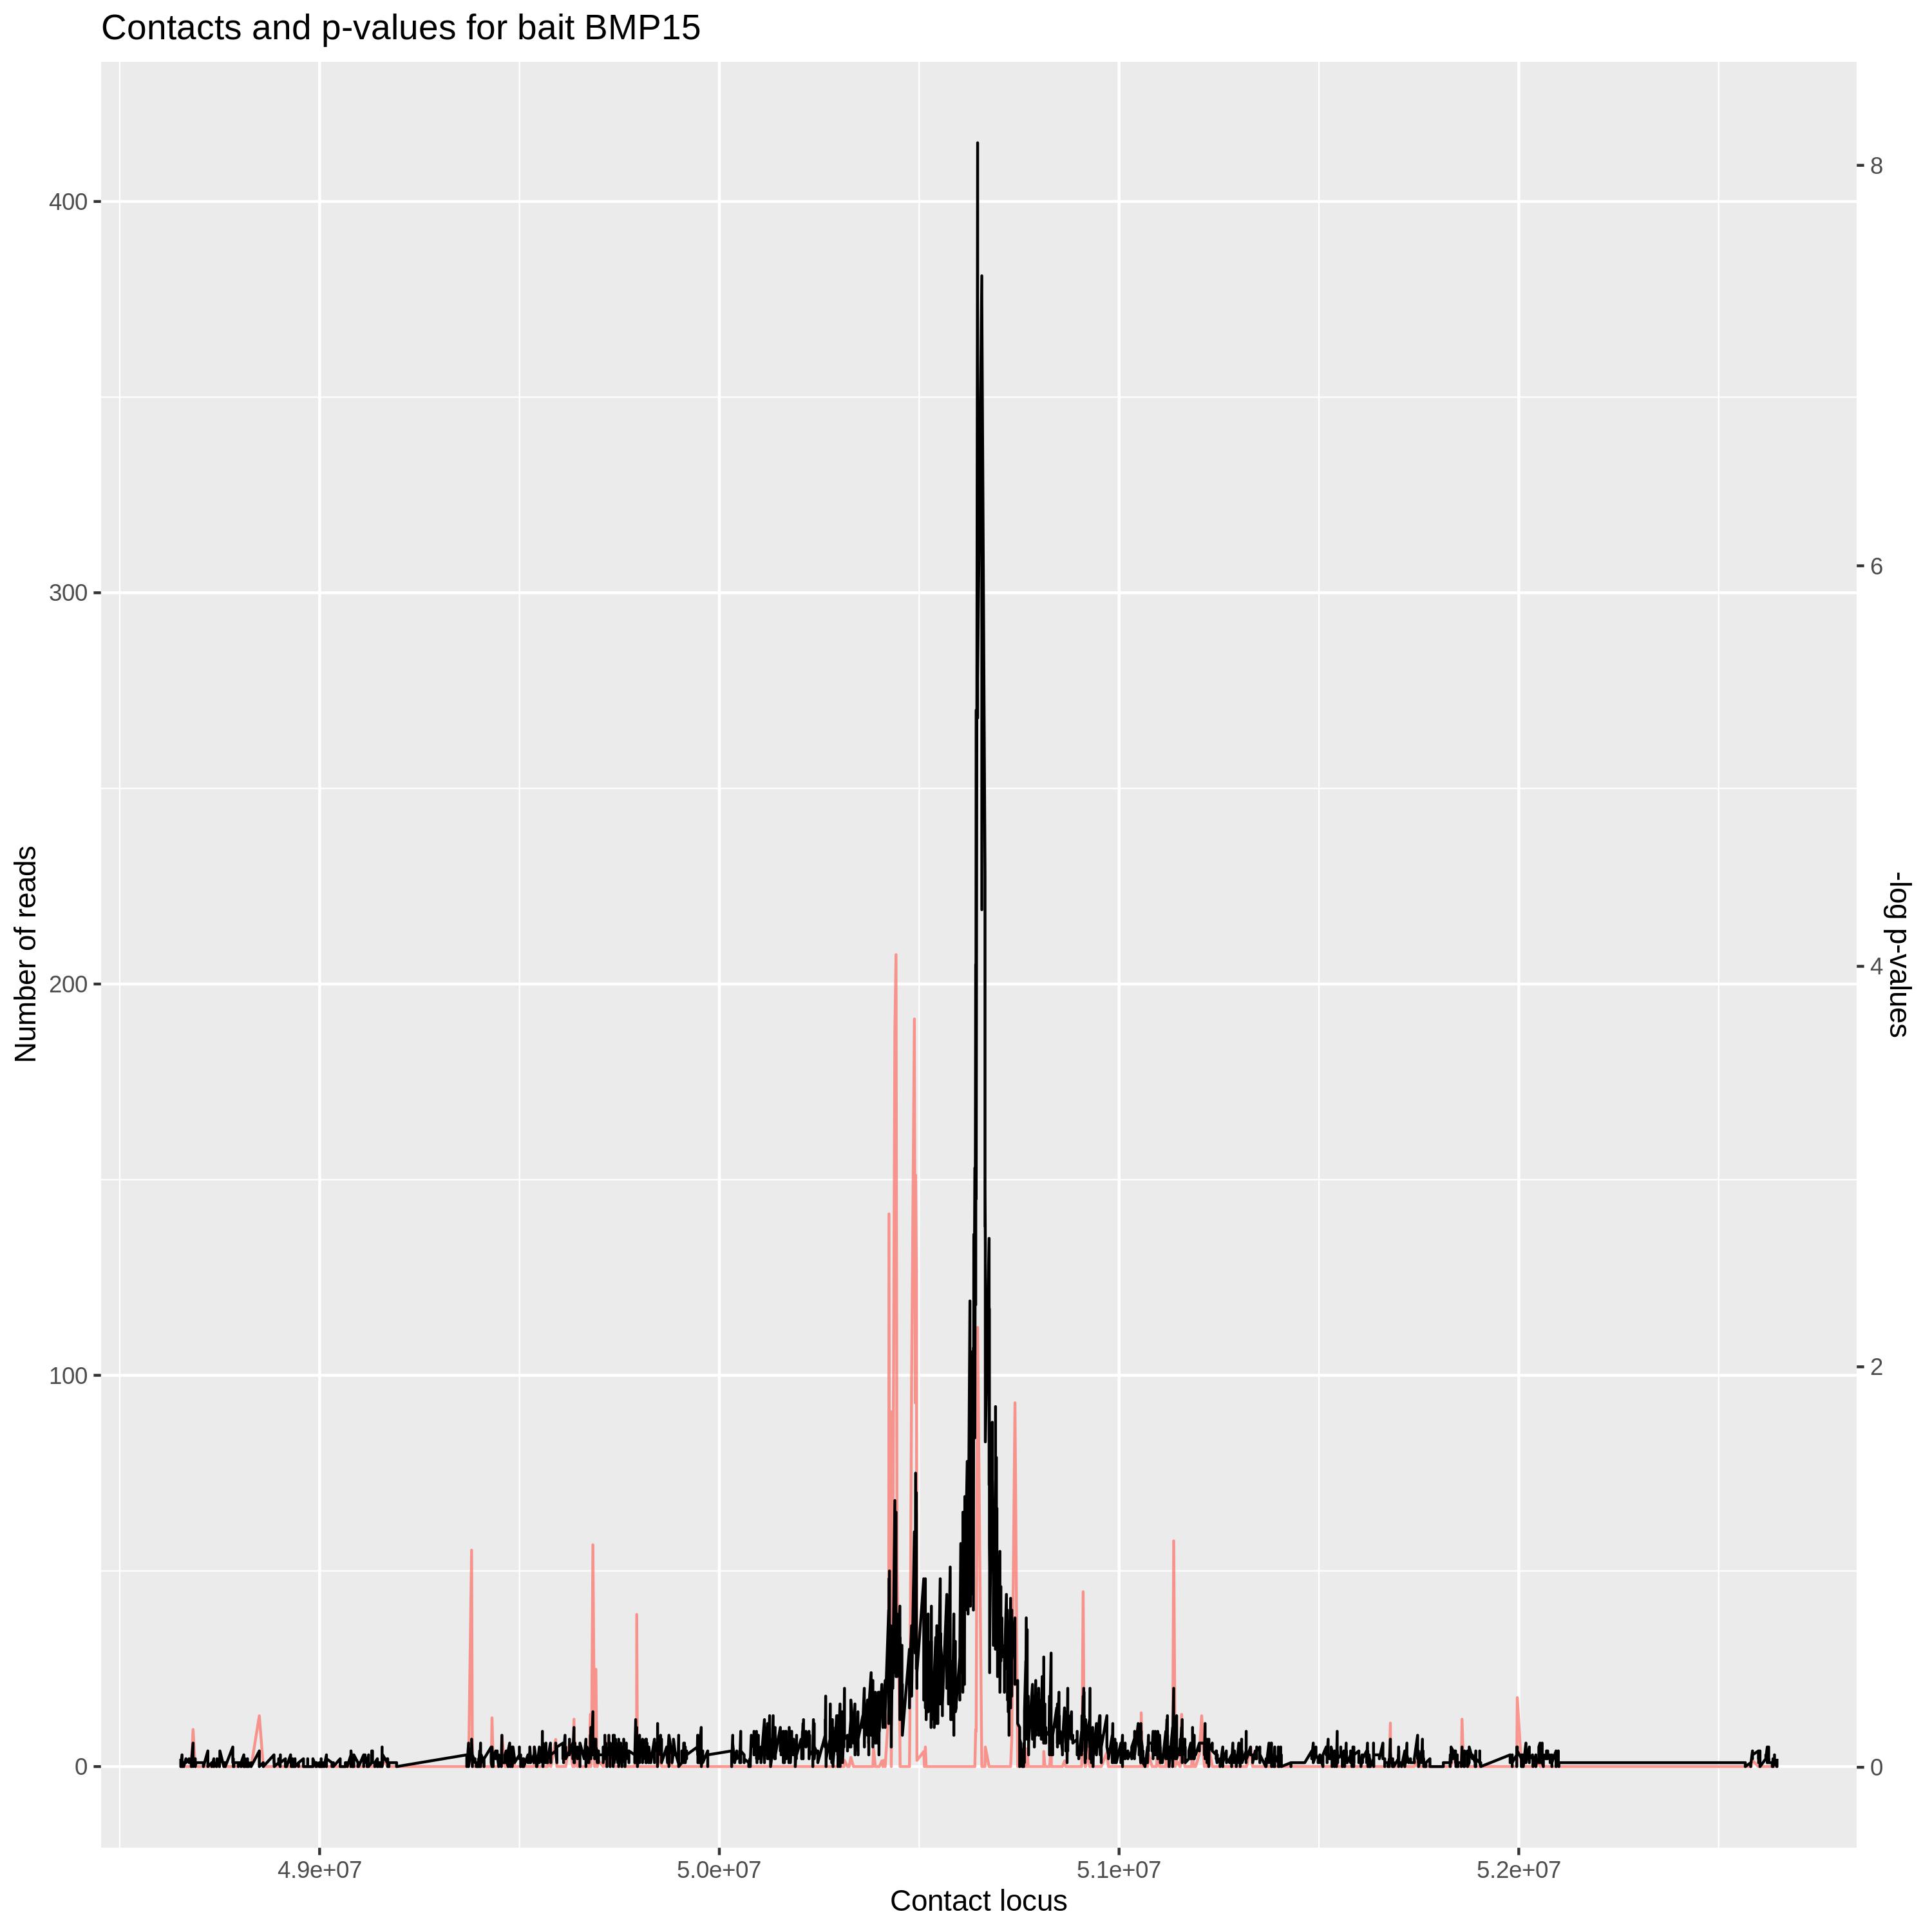 Contacts and p-values for bait BMP15
400
300
200
100
0
Number of reads
8
6
4
2
0
-log p-values
4.9e+07
5.0e+07
5.1e+07
5.2e+07
Contact locus